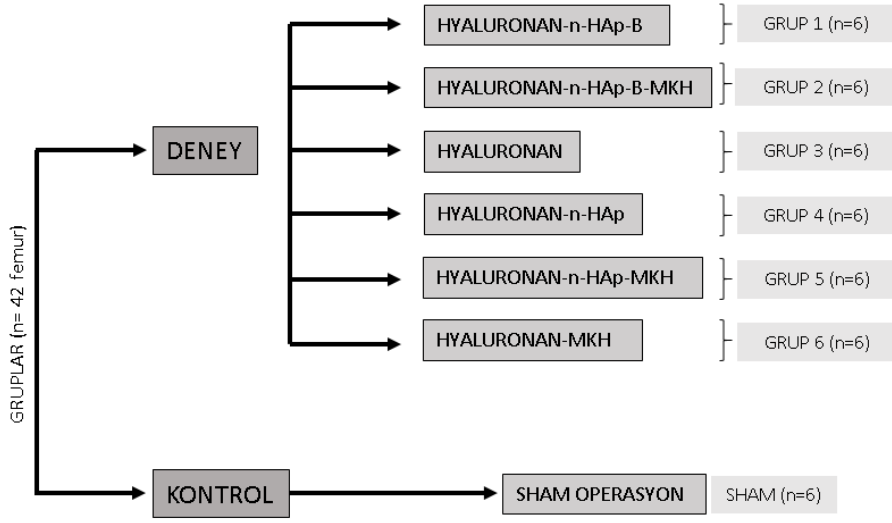 GRUPLAR (n= 42 femur)
DENEY
HYALURONAN-n-HAp-B
GRUP 1 (n=6)
HYALURONAN-n-HAp-B-MKH
GRUP 2 (n=6)
HYALURONAN
GRUP 3 (n=6)
HYALURONAN-n-HAp
GRUP 4 (n=6)
HYALURONAN-n-HAp-MKH
GRUP 5 (n=6)
HYALURONAN-MKH
GRUP 6 (n=6)
KONTROL
SHAM OPERASYON
SHAM (n=6)